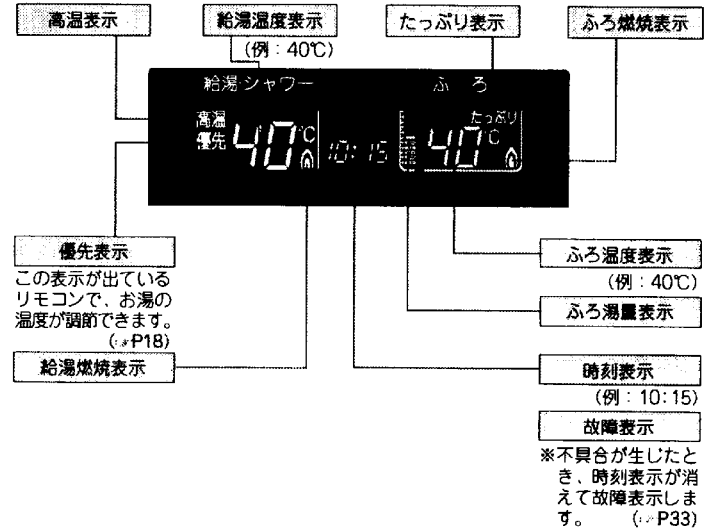 高温表示
給湯温度表示
(例：40℃)
たっぷり表示
ふろ燃焼表示
給湯・シャワー
ふろ
高温
優先
40℃
10:15
たっぷり
40℃
優先表示
この表示が出ている
リモコンで、お湯の
温度が調節できます。
(☞P18)
給湯燃焼表示
ふろ温度表示
(例：40℃)
ふろ湯量表示
時刻表示
(例：10:15)
故障表示
※不具合が生じたと
き、時刻表示が消
えて故障表示しま
す。 (☞P33)